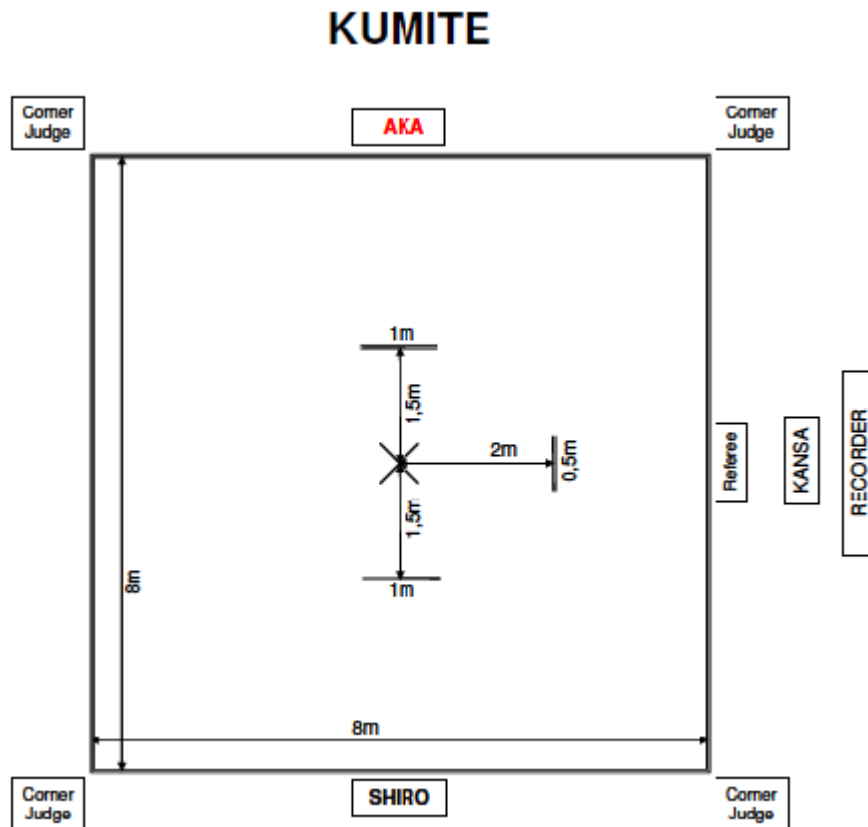 KUMITE
Corner
Judge
AKA
Corner
Judge
1m
1,5m
2m
0,5m
1,5m
1m
8m
8m
Referee
KANSA
RECORDER
Corner
Judge
SHIRO
Corner
Judge